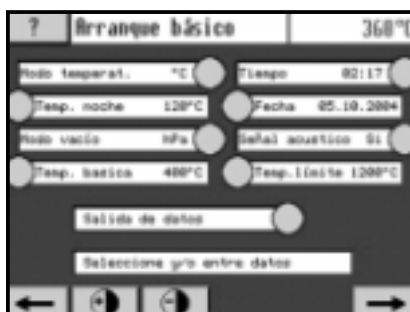 ? Arranque básico 360°C
Modo temperat. °C Tiempo 02:17
Temp. noche 120°C Fecha 05.10.2004
Modo vacío hPa Señal acustico Si
Temp. basica 400°C Temp.límite 1200°C
Salida de datos
Seleccione y/o entre datos